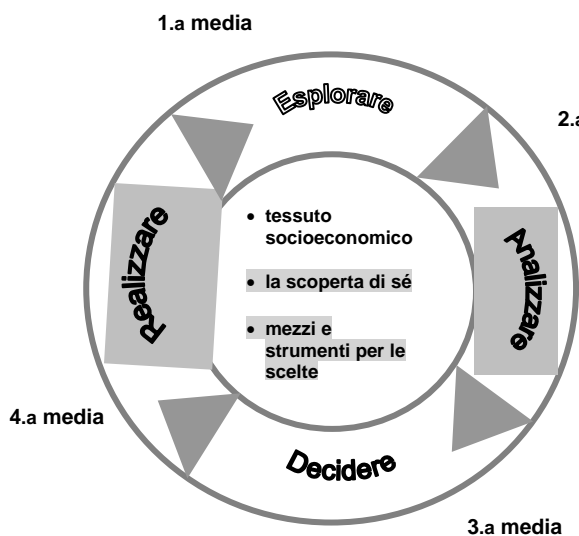 1.a media
Esplorare
2.a
• tessuto
socioeconomico
• la scoperta di sé
• mezzi e
strumenti per le
scelte
Realizzare
Analizzare
4.a media
Decidere
3.a media